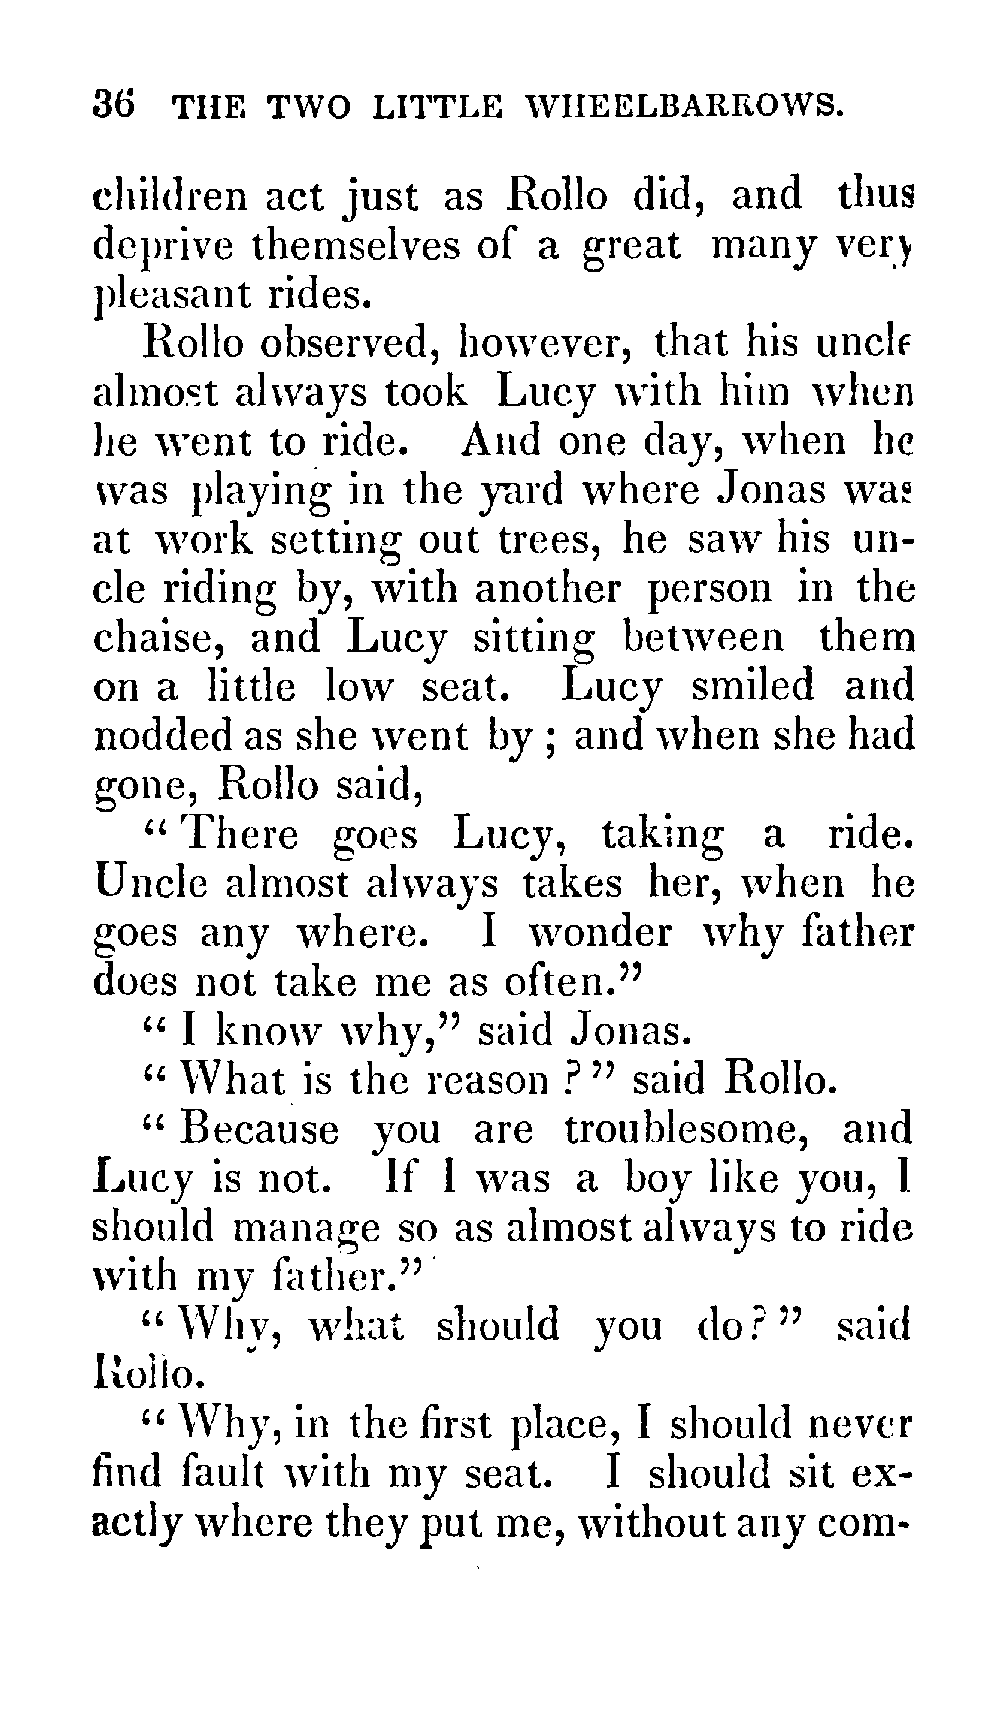 36 THE TWO LITTLE WHEELBARROWS.
children act just as Rollo did, and thus
deprive themselves of a great many very
pleasant rides.
Rollo observed, however, that his uncle
almost always took Lucy with him when
he went to ride. And one day, when he
was playing in the yard where Jonas was
at work setting out trees, he saw his un-
cle riding by, with another person in the
chaise, and Lucy sitting between them
on a little low seat. Lucy smiled and
nodded as she went by ; and when she had
gone, Rollo said,
“ There goes Lucy, taking a ride.
Uncle almost always takes her, when he
goes any where. I wonder why father
does not take me as often.”
“ I know why,” said Jonas.
“ What is the reason ? ” said Rollo.
“ Because you are troublesome, and
Lucy is not. If I was a boy like you, I
should manage so as almost always to ride
with my father.”
“ Why, what should you do? ” said
Rollo.
“ Why, in the first place, I should never
find fault with my seat. I should sit ex-
actly where they put me, without any com-